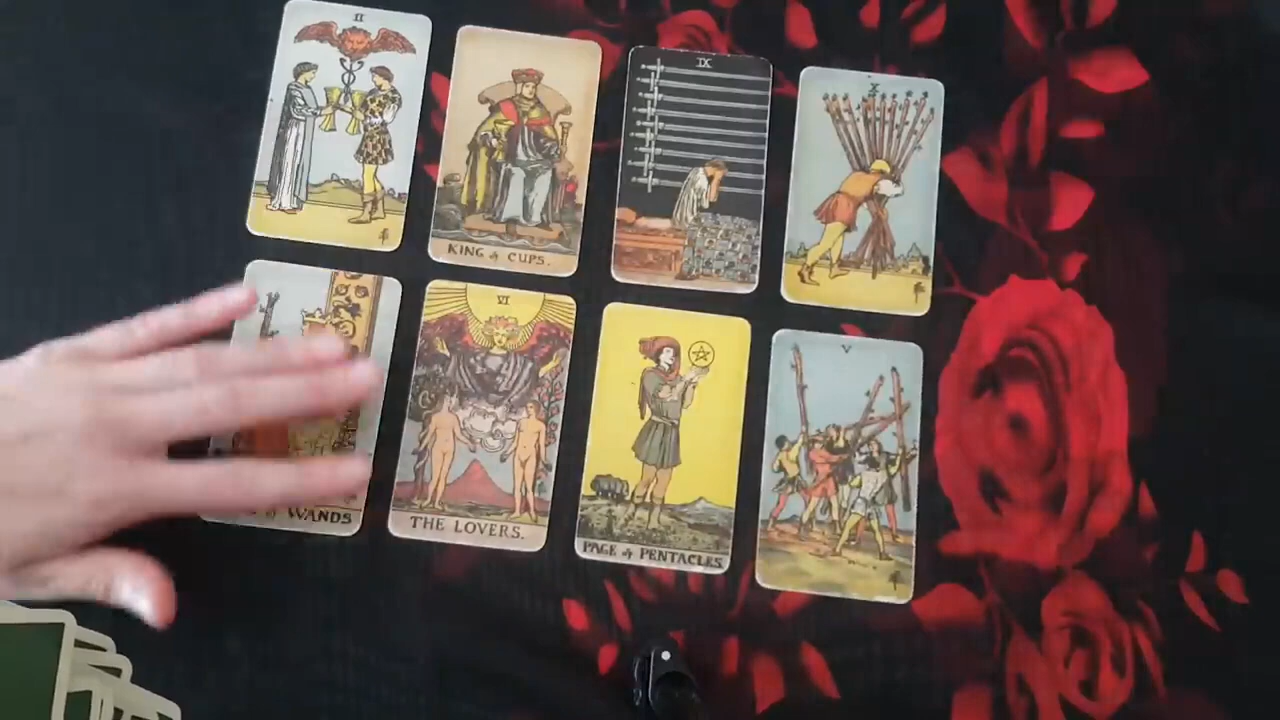 II
KING of CUPS.
IX
X
WANDS
VI
THE LOVERS.
PAGE of PENTACLES.
V